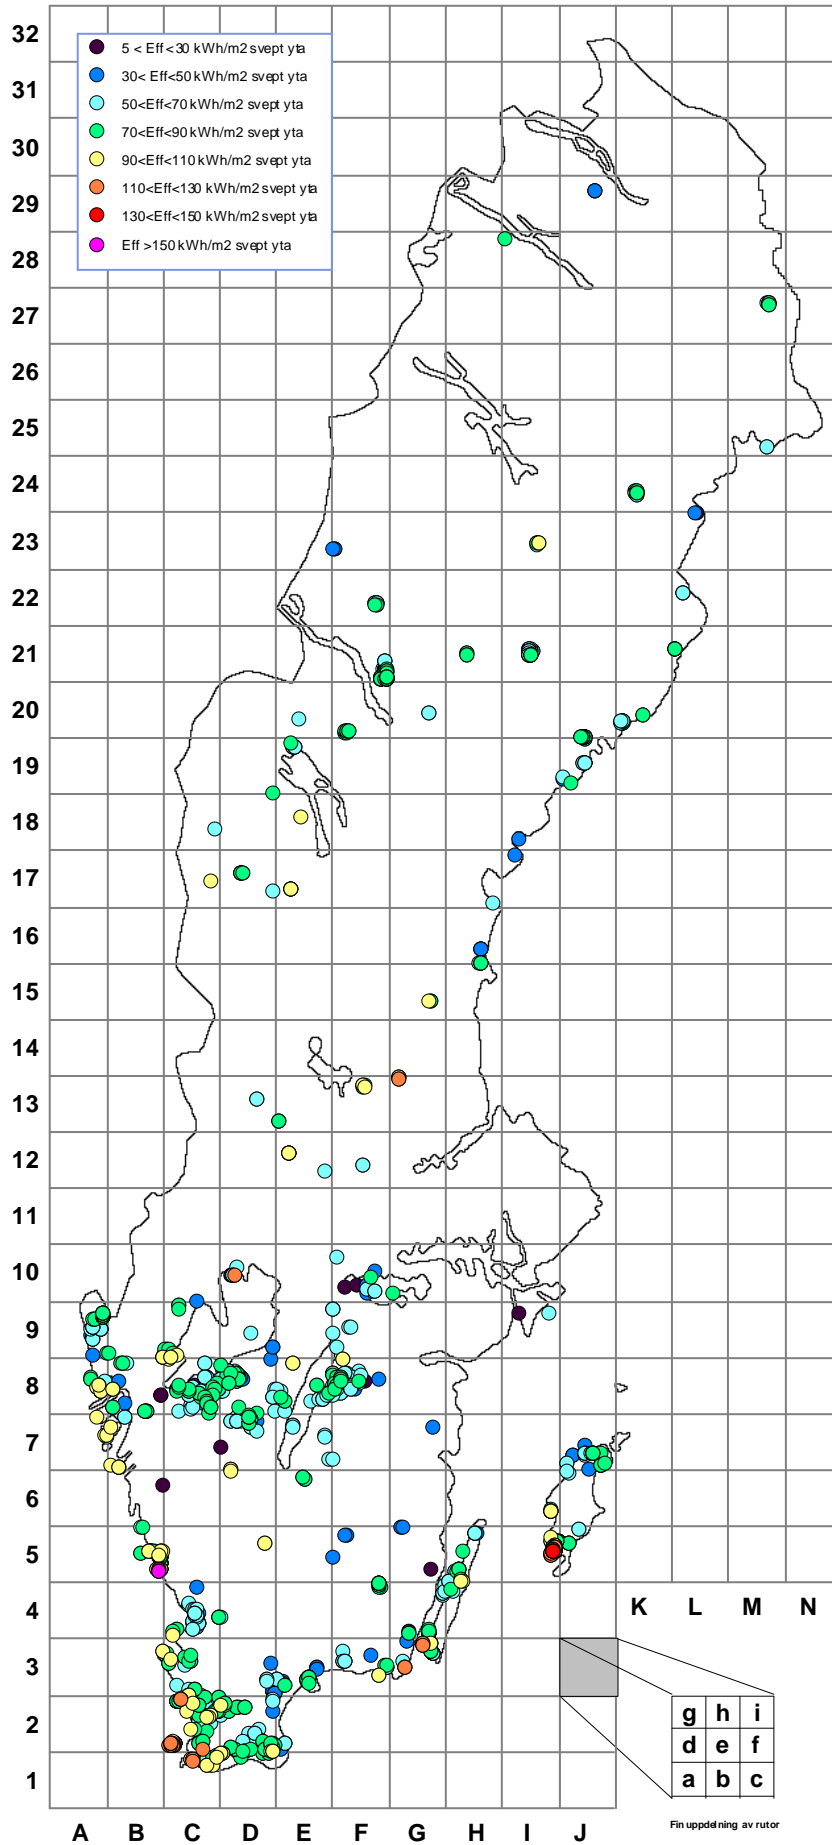 32
31
30
29
28
27
26
25
24
23
22
21
20
19
18
17
16
15
14
13
12
11
10
9
8
7
6
5
4
3
2
1
5 < Eff<30 kWh/m2 svept yta
30< Eff<50 kWh/m2 svept yta
50<Eff<70 kWh/m2 svept yta
70<Eff<90 kWh/m2 svept yta
90<Eff<110 kWh/m2 svept yta
110<Eff<130 kWh/m2 svept yta
130<Eff<150 kWh/m2 svept yta
Eff >150 kWh/m2 svept yta
K L M N
g h i
d e f
a b c
Fin uppdelning av rutor
A B C D E F G H I J